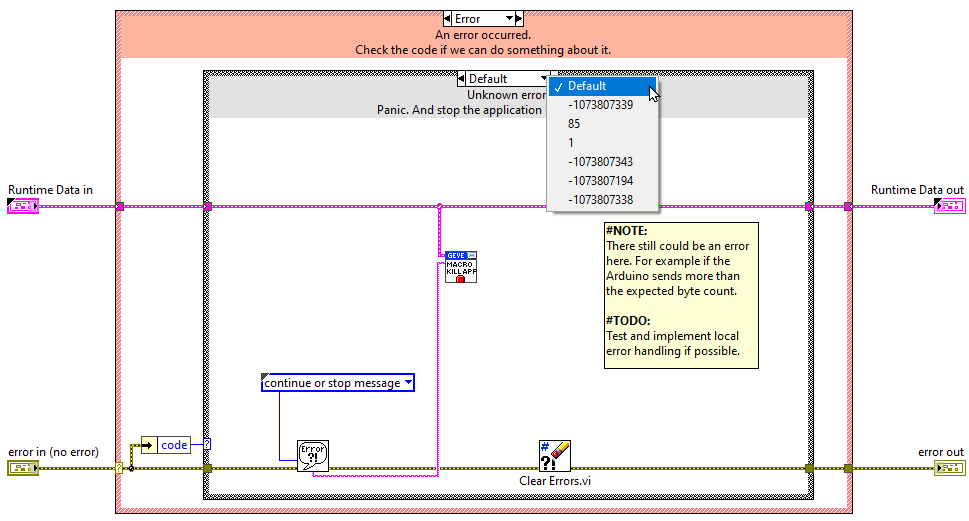 Error
An error occurred.
Check the code if we can do something about it.
Default
Unknown error
Panic. And stop the application
Default
-1073807339
85
1
-1073807343
-1073807194
-1073807338
Runtime Data in
Runtime Data out
GEVE
MACRO
KILLAPP
#NOTE:
There still could be an error
here. For example if the
Arduino sends more than
the expected byte count.
#TODO:
Test and implement local
error handling if possible.
continue or stop message
error in (no error)
?
code
?
Error
?!
#
?!
Clear Errors.vi
error out